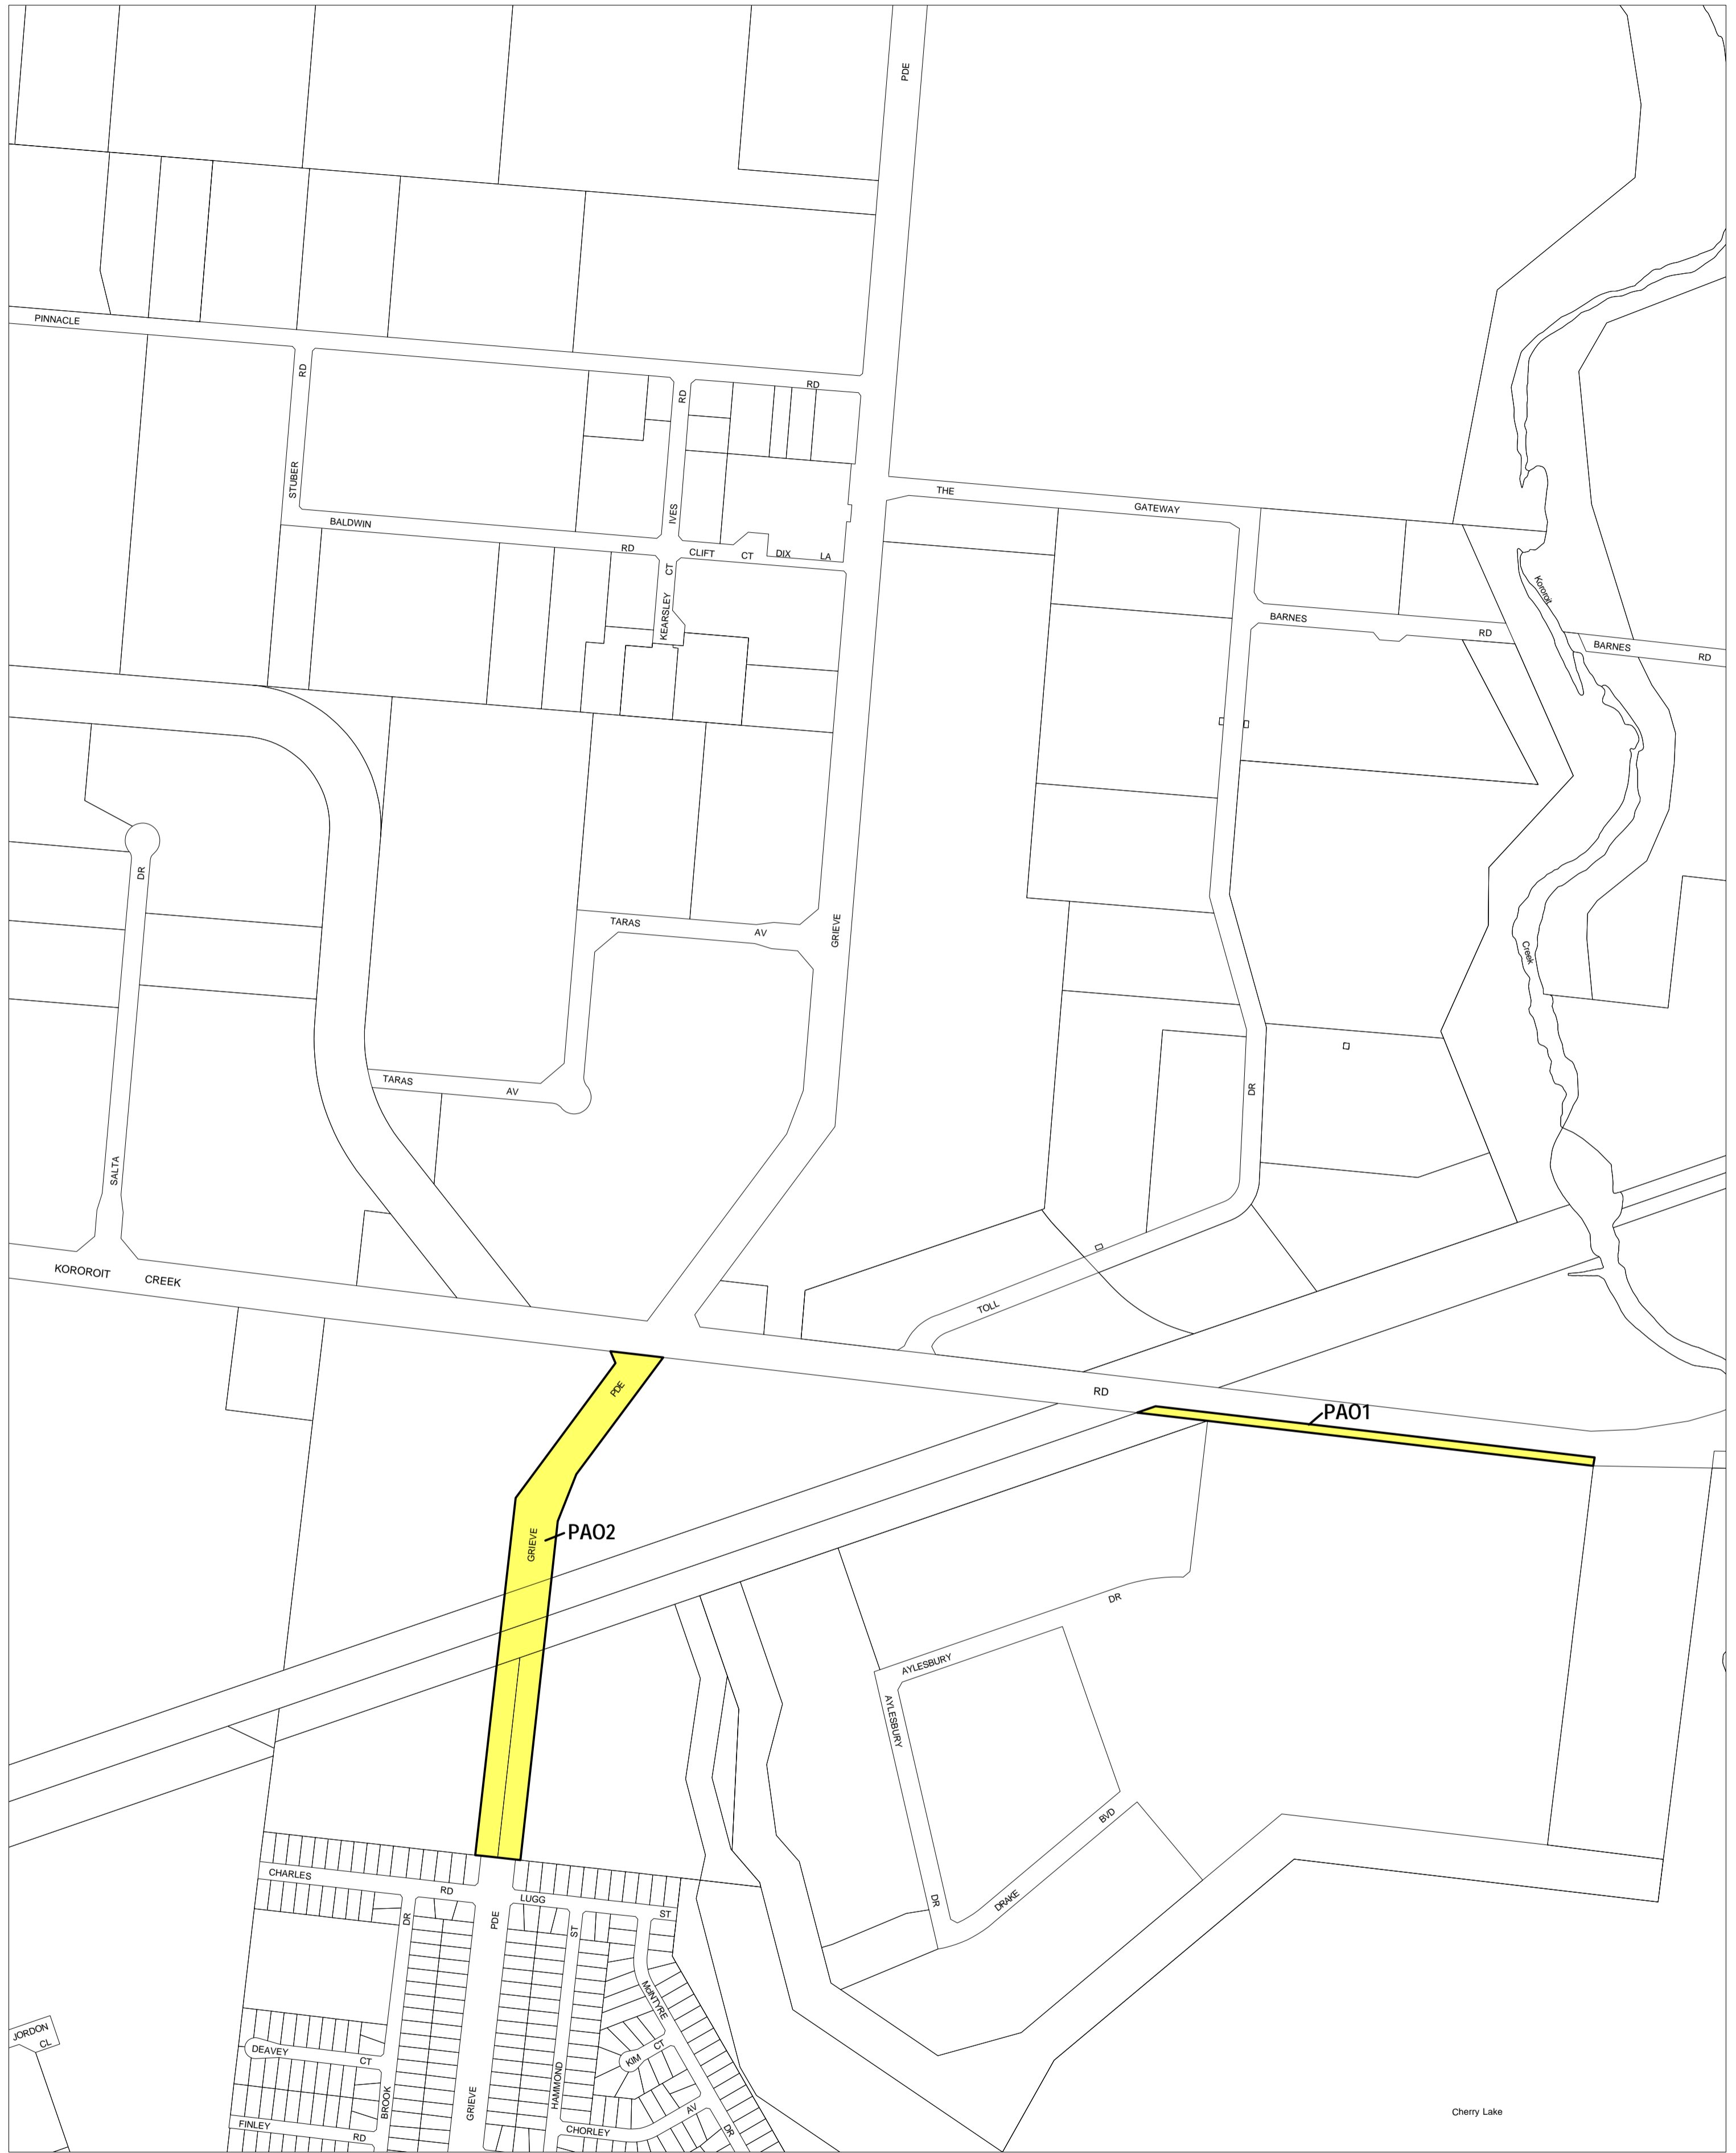 PDE
PINNACLE
RD
RD
RD
STUBER
IVES
THE
GATEWAY
BALDWIN
RD
CLIFT
CT
DIX
LA
CT
KEARSLEY
Kororoit
BARNES
RD
BARNES
RD
DR
TARAS
AV
GRIEVE
Creek
TARAS
AV
DR
SALTA
KOROROIT
CREEK
TOLL
PDE
RD
PAO1
GRIEVE
PAO2
DR
AYLESBURY
AYLESBURY
BVD
DRAKE
DR
CHARLES
RD
LUGG
ST
DR
PDE
ST
McINTYRE
JORDON
CL
DEAVEY
CT
KIM
CT
HAMMOND
BROOK
GRIEVE
AV
FINLEY
RD
CHORLEY
DR
Cherry Lake